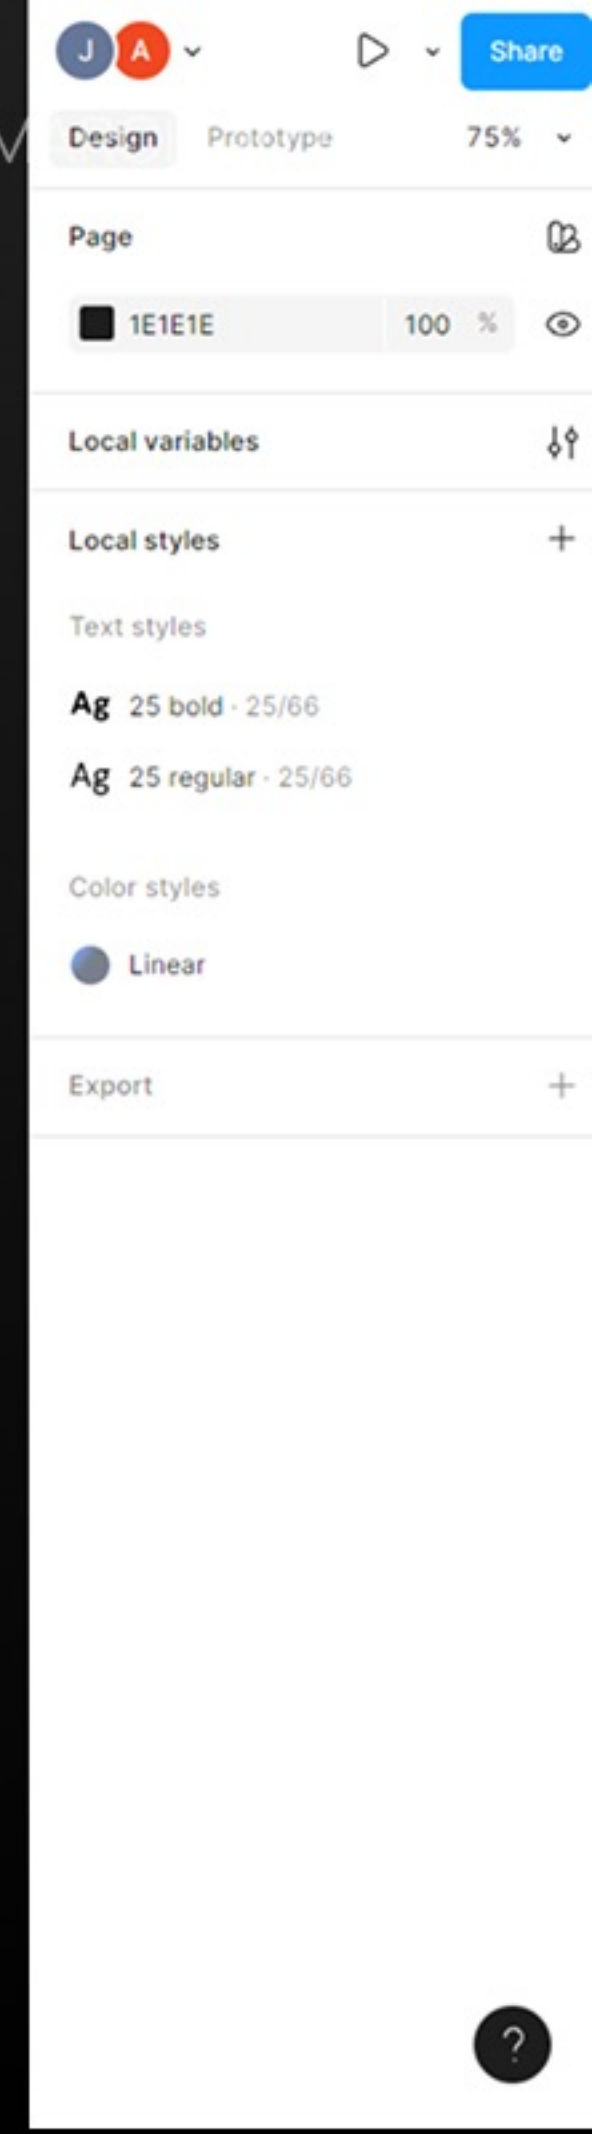 J A Share
M Design Prototype 75%
Page
1E1E1E 100 %
Local variables
Local styles
Text styles
Ag 25 bold · 25/66
Ag 25 regular · 25/66
Color styles
Linear
Export
?